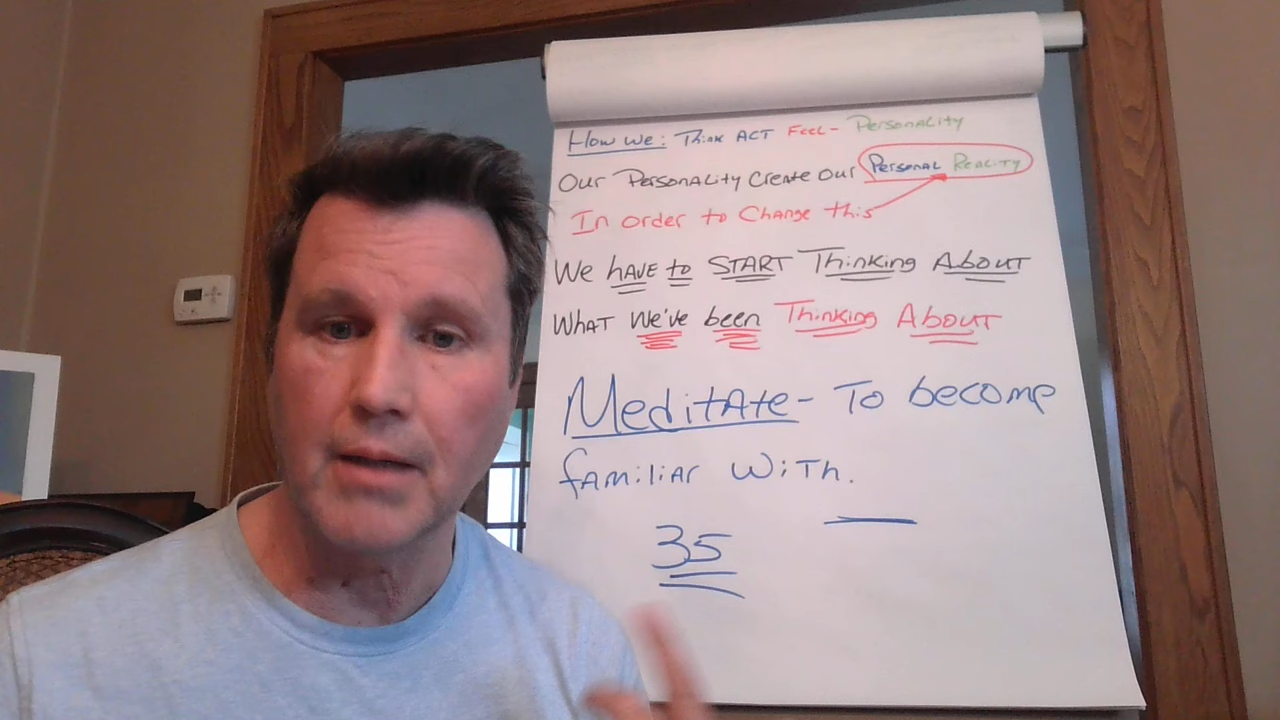 How we: Think ACT Feel- Personality
Our Personality Create Our Personal Reality
In order to Change this
We have to START Thinking About
What we've been Thinking About
Meditate- To become
familiar with.
35